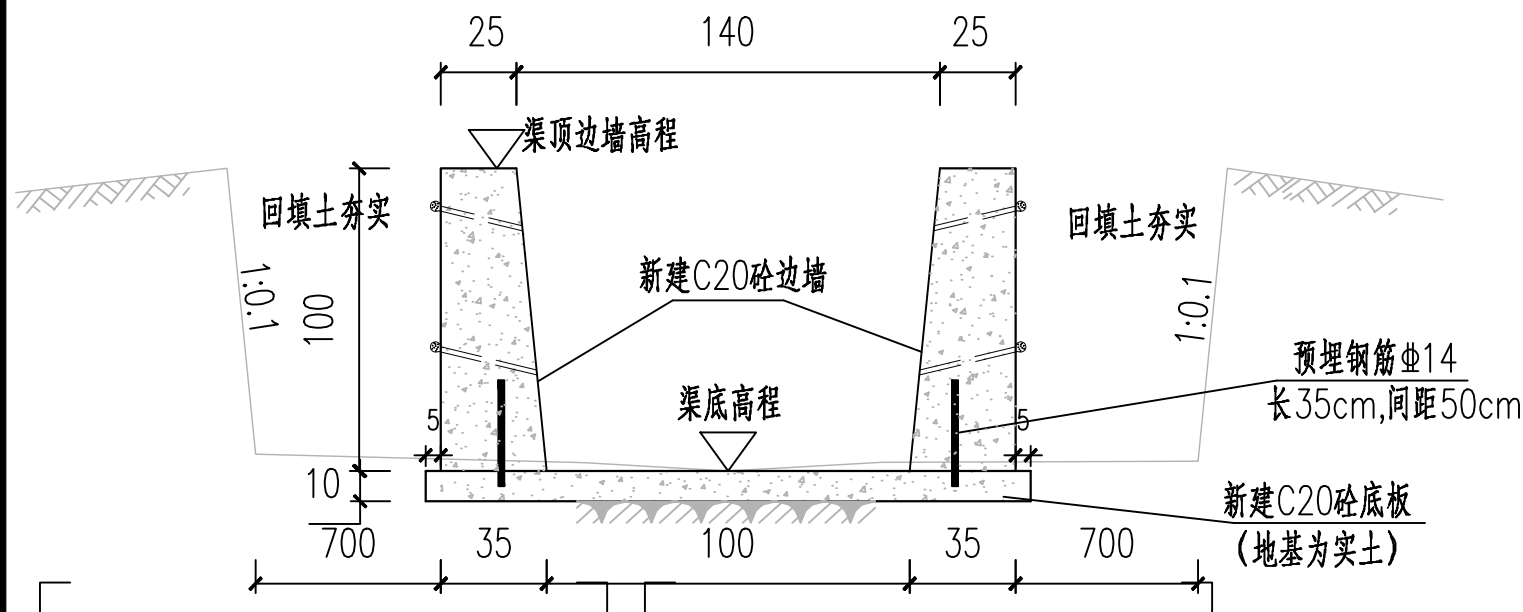 25 140 25
渠顶边墙高程
回填土夯实
回填土夯实
1:0.1
100
新建C20砼边墙
1:0.1
预埋钢筋⌀14
长35cm,间距50cm
渠底高程
5
5
10
新建C20砼底板
(地基为实土)
700 35 100 35 700